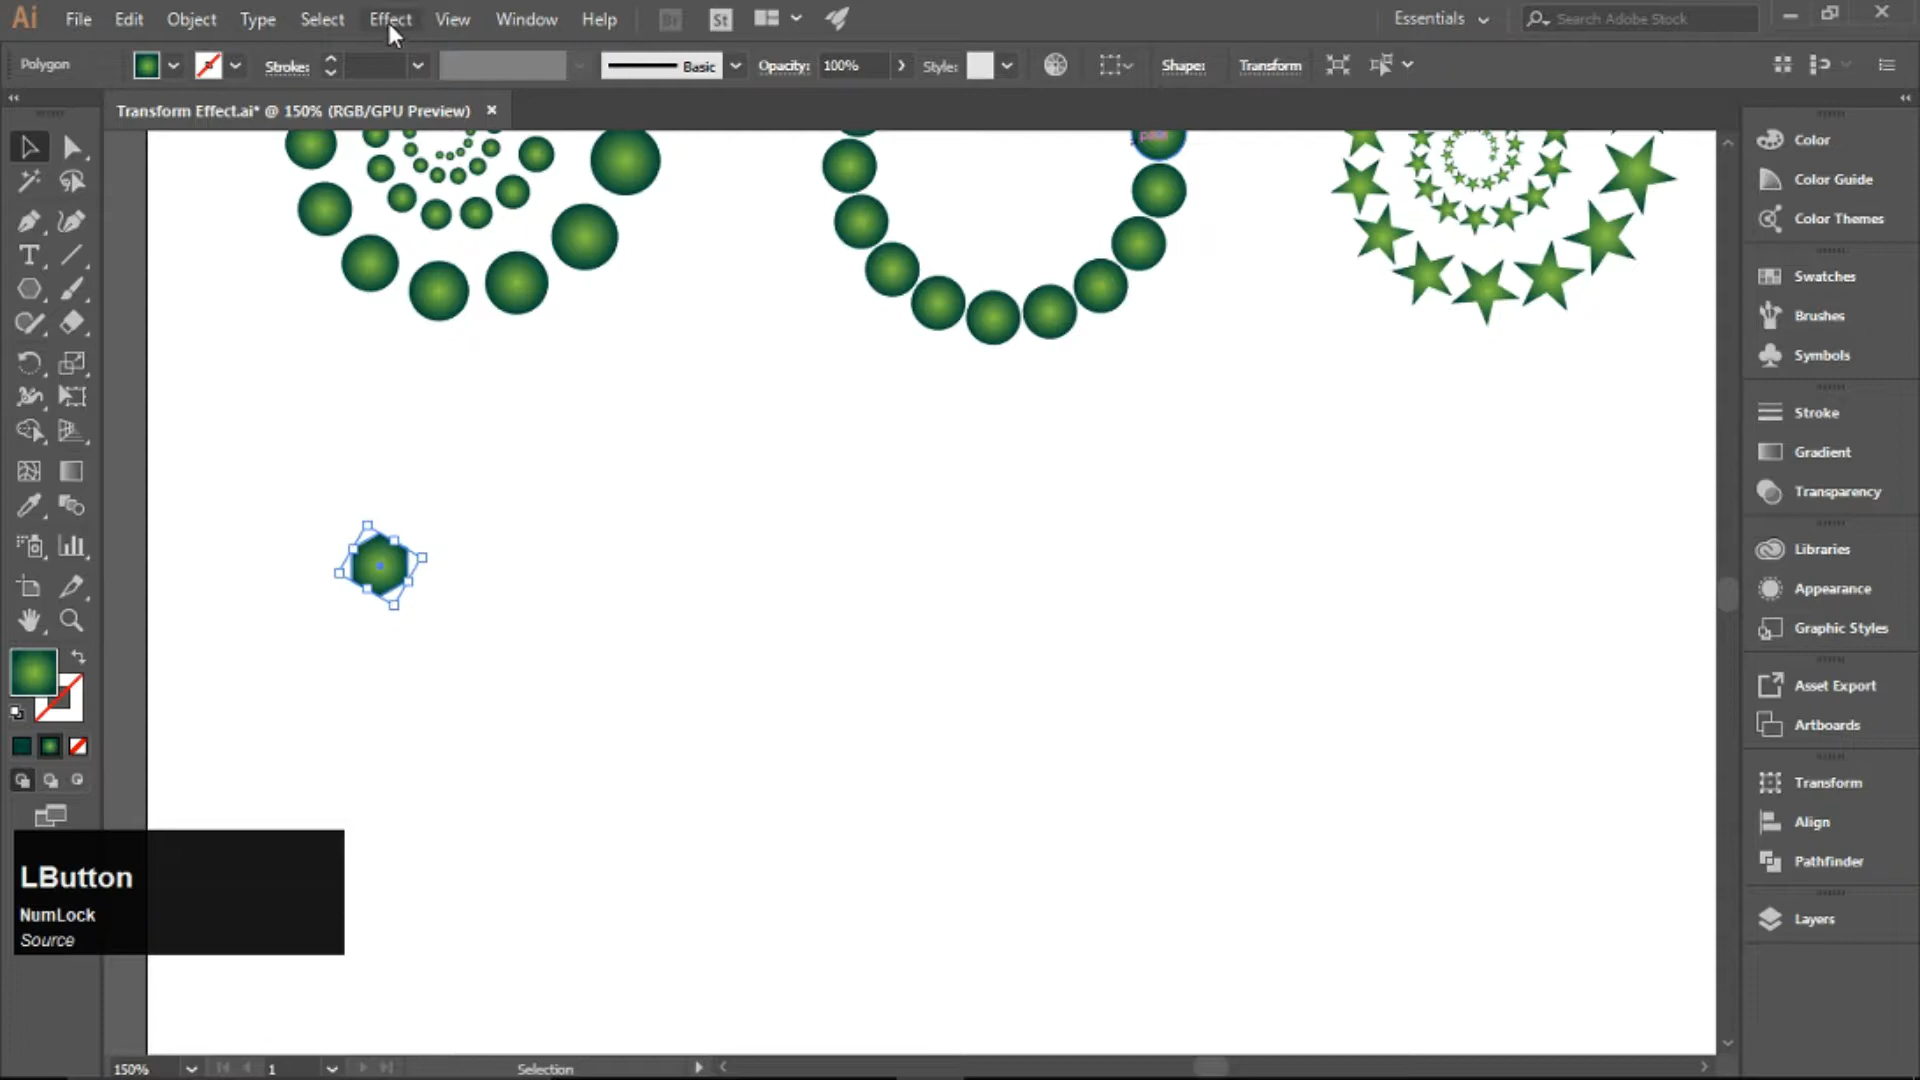 Ai File Edit Object Type Select Effect View Window Help Br St Essentials Search Adobe Stock
Polygon Stroke: Basic Opacity: 100% Style: Shape: Transform
Transform Effect.ai* @ 150% (RGB/GPU Preview)
Color
Color Guide
Color Themes
Swatches
Brushes
Symbols
Stroke
Gradient
Transparency
Libraries
Appearance
Graphic Styles
Asset Export
Artboards
Transform
Align
Pathfinder
Layers
LButton
NumLock
Source
150% 1 Selection